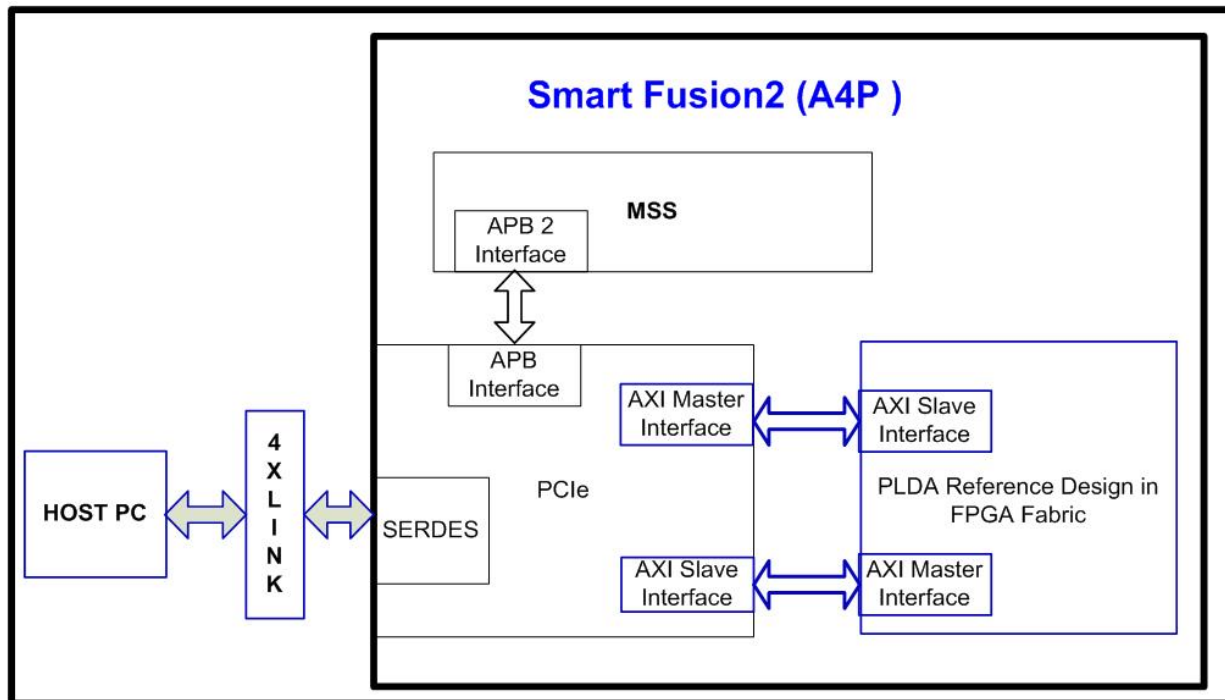 Smart Fusion2 (A4P )
MSS
APB 2
Interface
APB
Interface
AXI Master
Interface
AXI Slave
Interface
4
X
L
I
N
K
HOST PC
PCIe
PLDA Reference Design in
FPGA Fabric
SERDES
AXI Slave
Interface
AXI Master
Interface